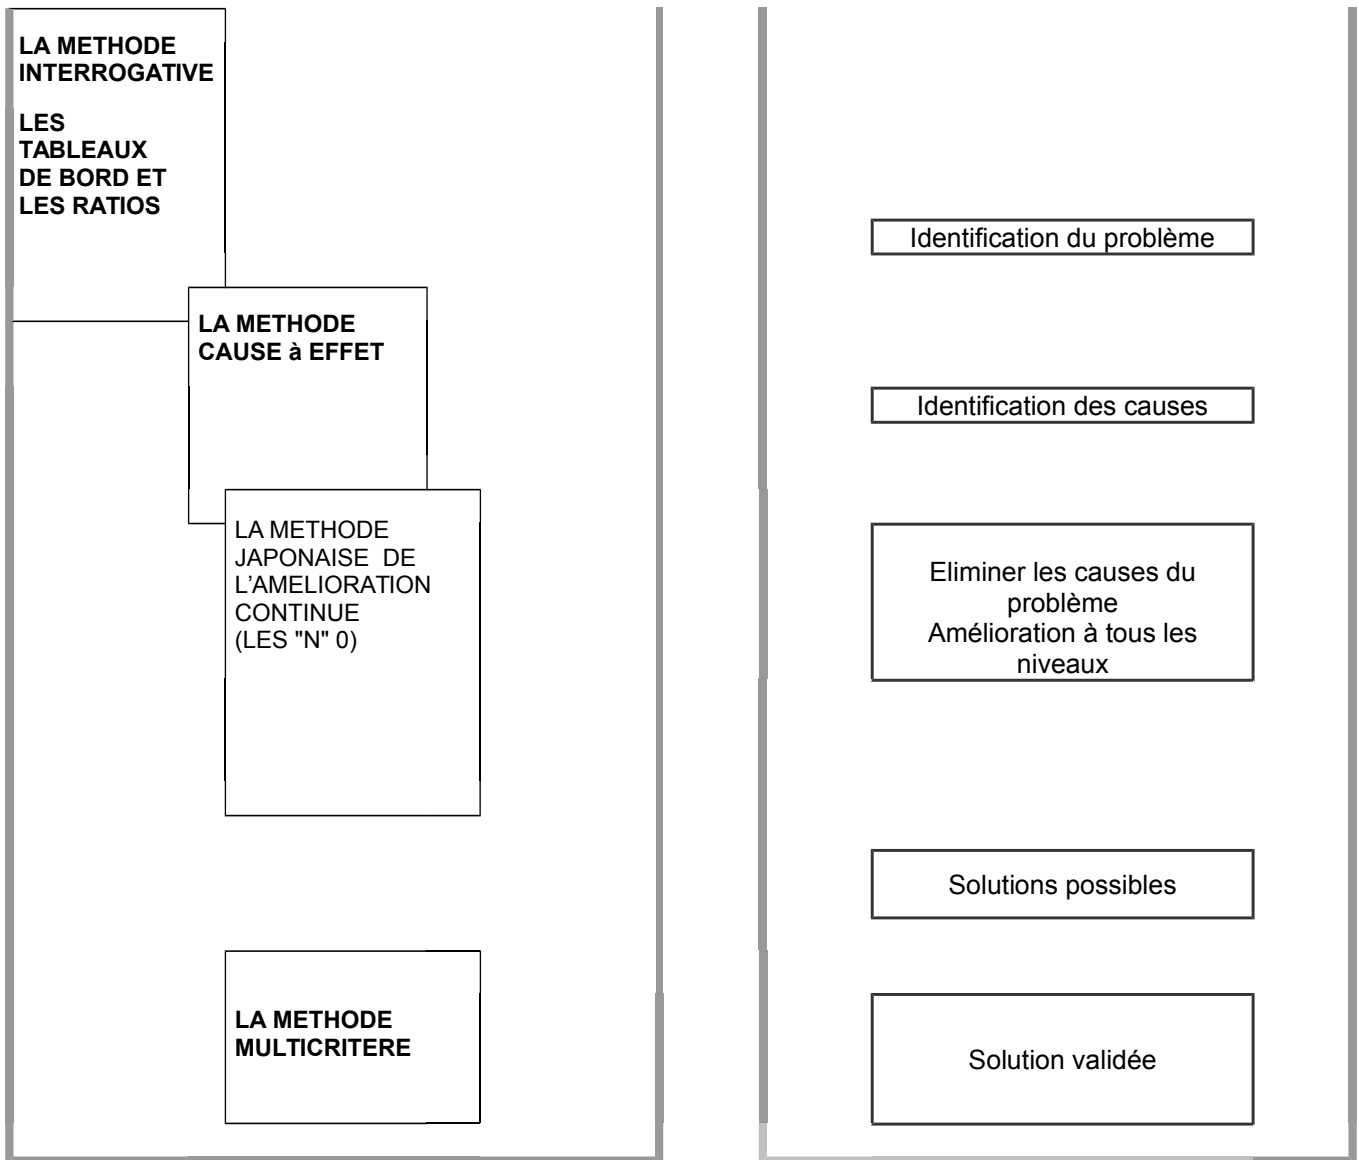 LA METHODE
INTERROGATIVE
LES
TABLEAUX
DE BORD ET
LES RATIOS
LA METHODE
CAUSE à EFFET
LA METHODE
JAPONAISE DE
L'AMELIORATION
CONTINUE
(LES "N" 0)
LA METHODE
MULTICRITERE
Identification du problème
Identification des causes
Eliminer les causes du
problème
Amélioration à tous les
niveaux
Solutions possibles
Solution validée